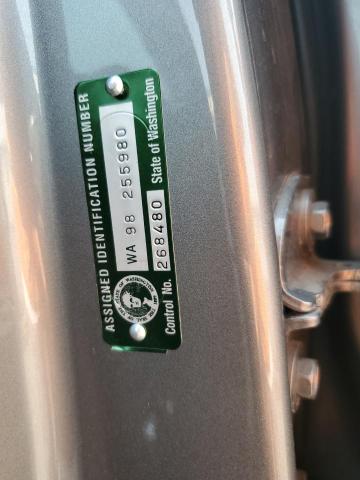 ASSIGNED IDENTIFICATION NUMBER
WA 98 255980
Control No. 268480 State of Washington